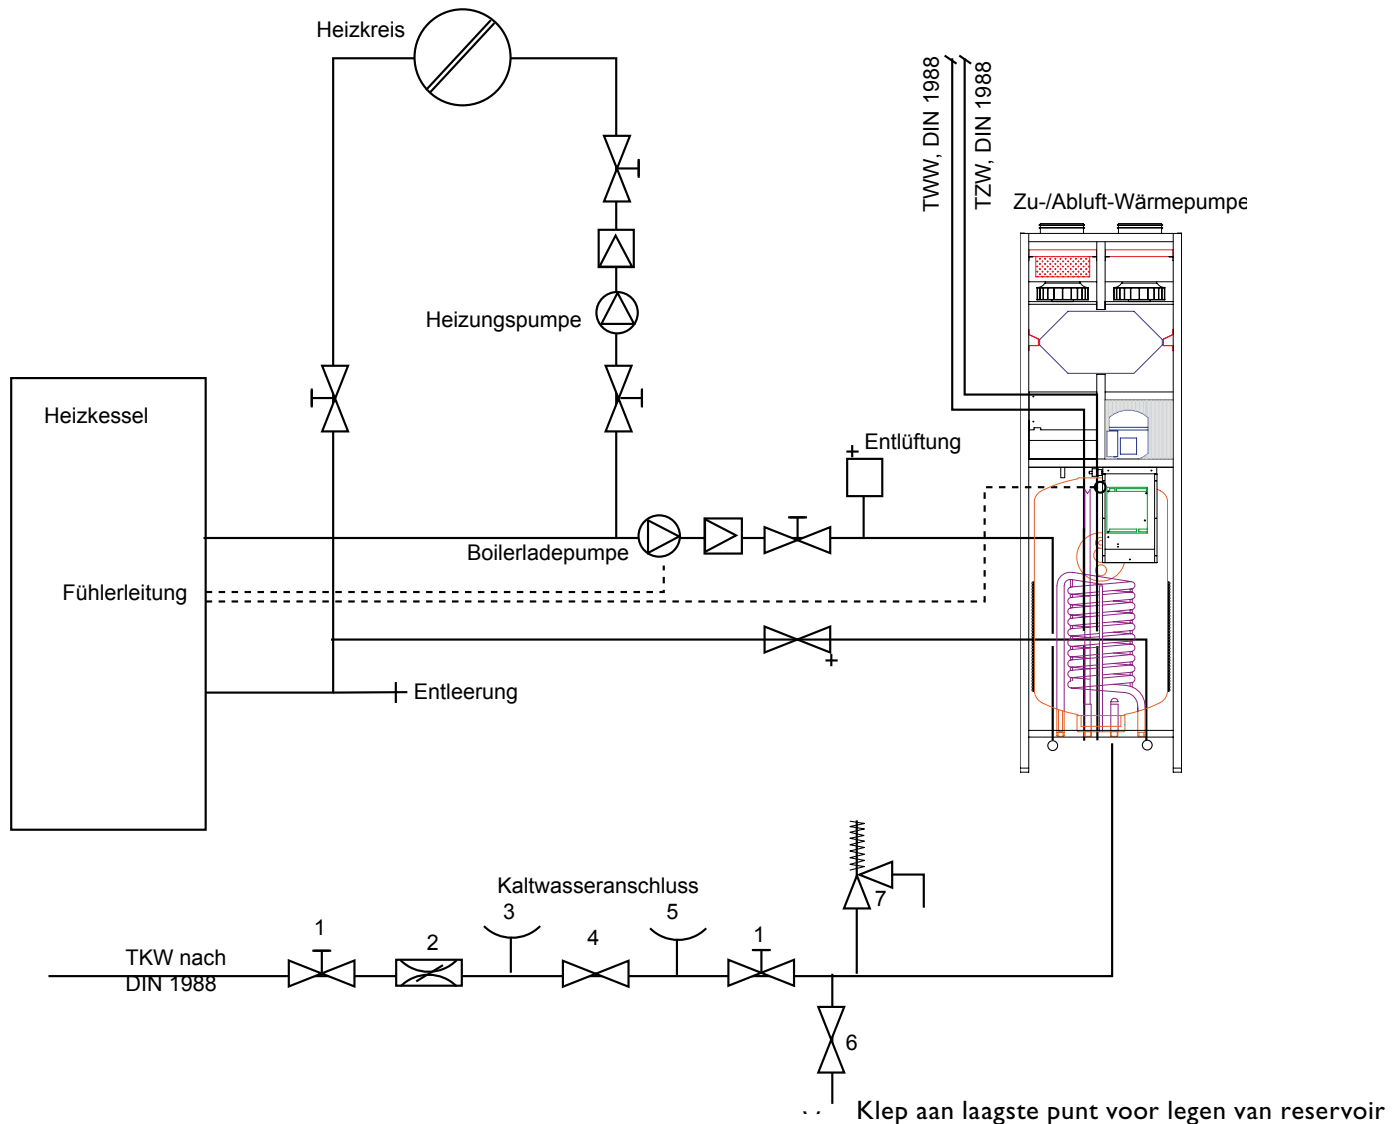 Heizkreis
TWW, DIN 1988
TZW, DIN 1988
Zu-/Abluft-Wärmepumpe
Heizungspumpe
Heizkessel
Entlüftung
Boilerladepumpe
Fühlerleitung
Entleerung
Kaltwasseranschluss
1
2
3
4
5
1
7
TKW nach
DIN 1988
6
Klep aan laagste punt voor legen van reservoir